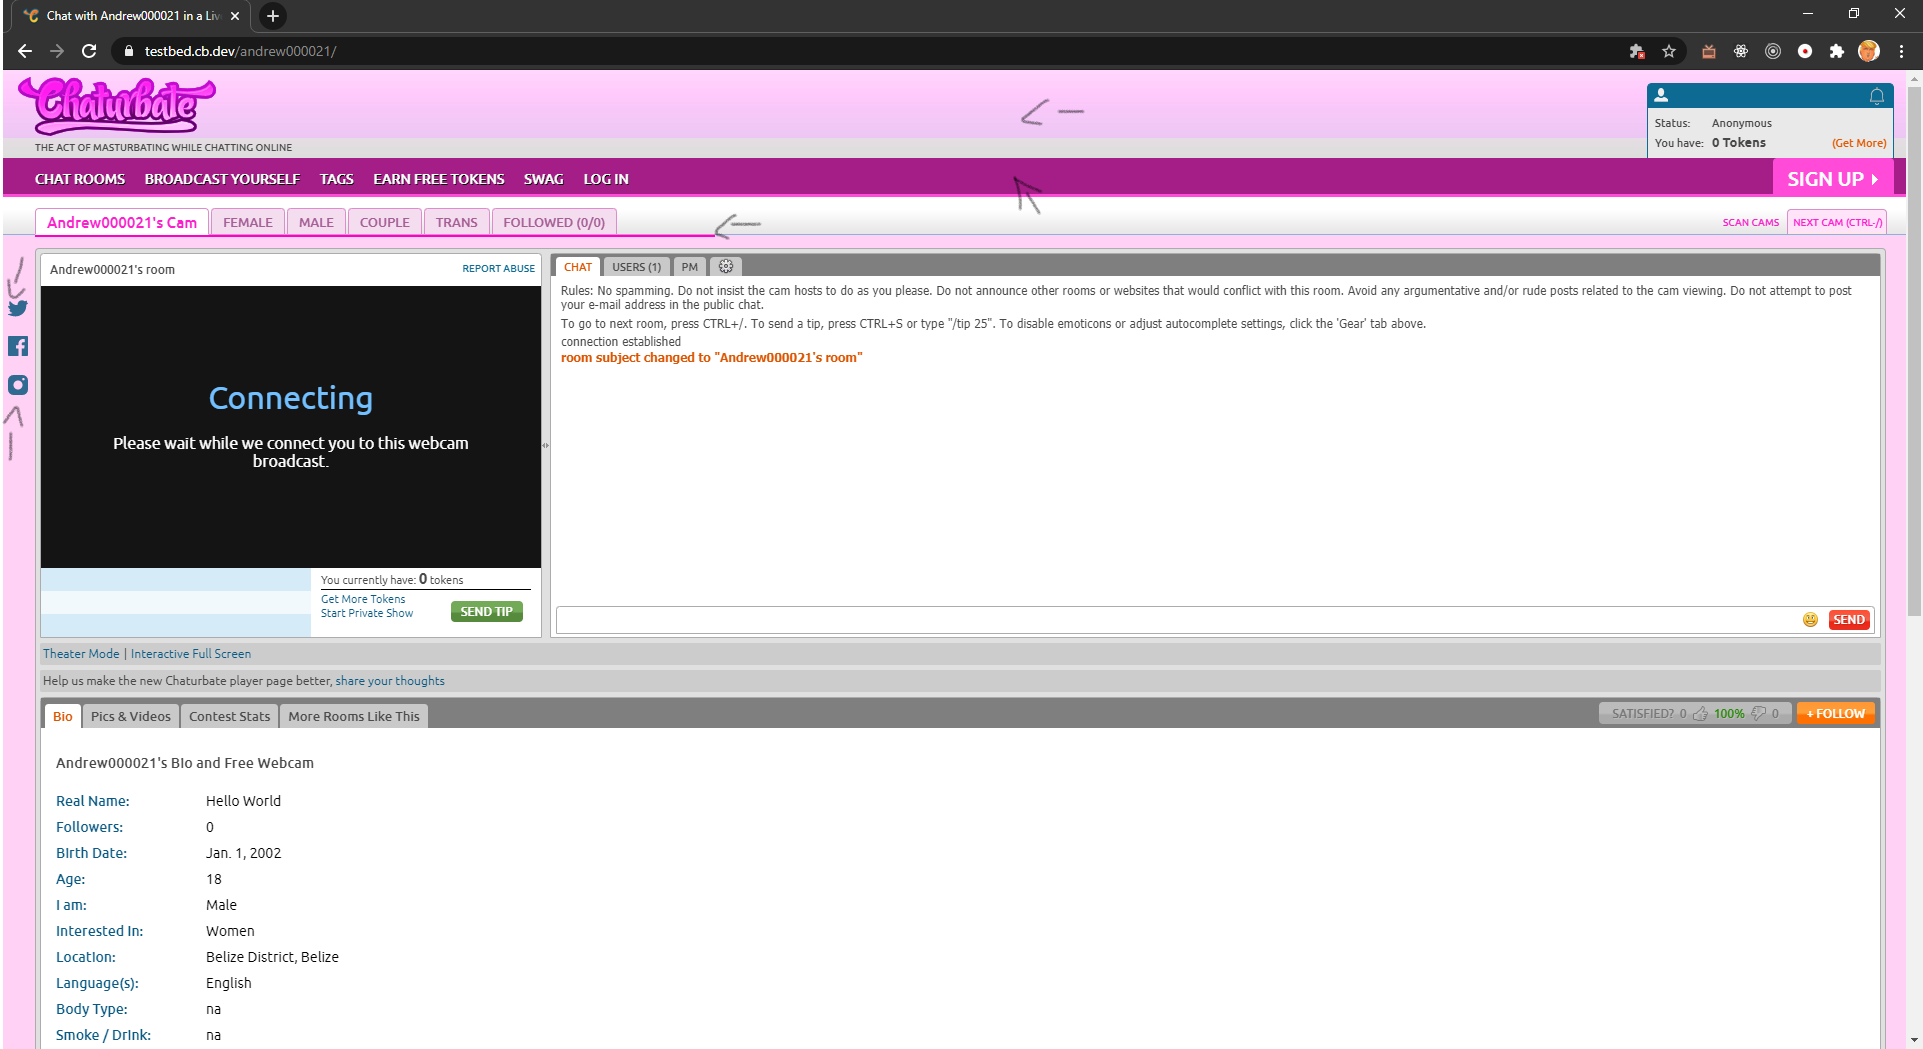 Chat with Andrew000021 in a Liv
testbed.cb.dev/andrew000021/
Chaturbate
THE ACT OF MASTURBATING WHILE CHATTING ONLINE
Status: Anonymous
You have: 0 Tokens (Get More)
CHAT ROOMS BROADCAST YOURSELF TAGS EARN FREE TOKENS SWAG LOG IN SIGN UP
Andrew000021's Cam FEMALE MALE COUPLE TRANS FOLLOWED (0/0) SCAN CAMS NEXT CAM (CTRL-/)
Andrew000021's room REPORT ABUSE
CHAT USERS (1) PM
Rules: No spamming. Do not insist the cam hosts to do as you please. Do not announce other rooms or websites that would conflict with this room. Avoid any argumentative and/or rude posts related to the cam viewing. Do not attempt to post
your e-mail address in the public chat.
To go to next room, press CTRL+/. To send a tip, press CTRL+S or type "/tip 25". To disable emoticons or adjust autocomplete settings, click the 'Gear' tab above.
connection established
room subject changed to "Andrew000021's room"
Connecting
Please wait while we connect you to this webcam
broadcast.
You currently have: 0 tokens
Get More Tokens
Start Private Show
SEND TIP
SEND
Theater Mode | Interactive Full Screen
Help us make the new Chaturbate player page better, share your thoughts
Bio Pics & Videos Contest Stats More Rooms Like This SATISFIED? 0 100% 0 + FOLLOW
Andrew000021's Bio and Free Webcam
Real Name: Hello World
Followers: 0
Birth Date: Jan. 1, 2002
Age: 18
I am: Male
Interested In: Women
Location: Belize District, Belize
Language(s): English
Body Type: na
Smoke / Drink: na